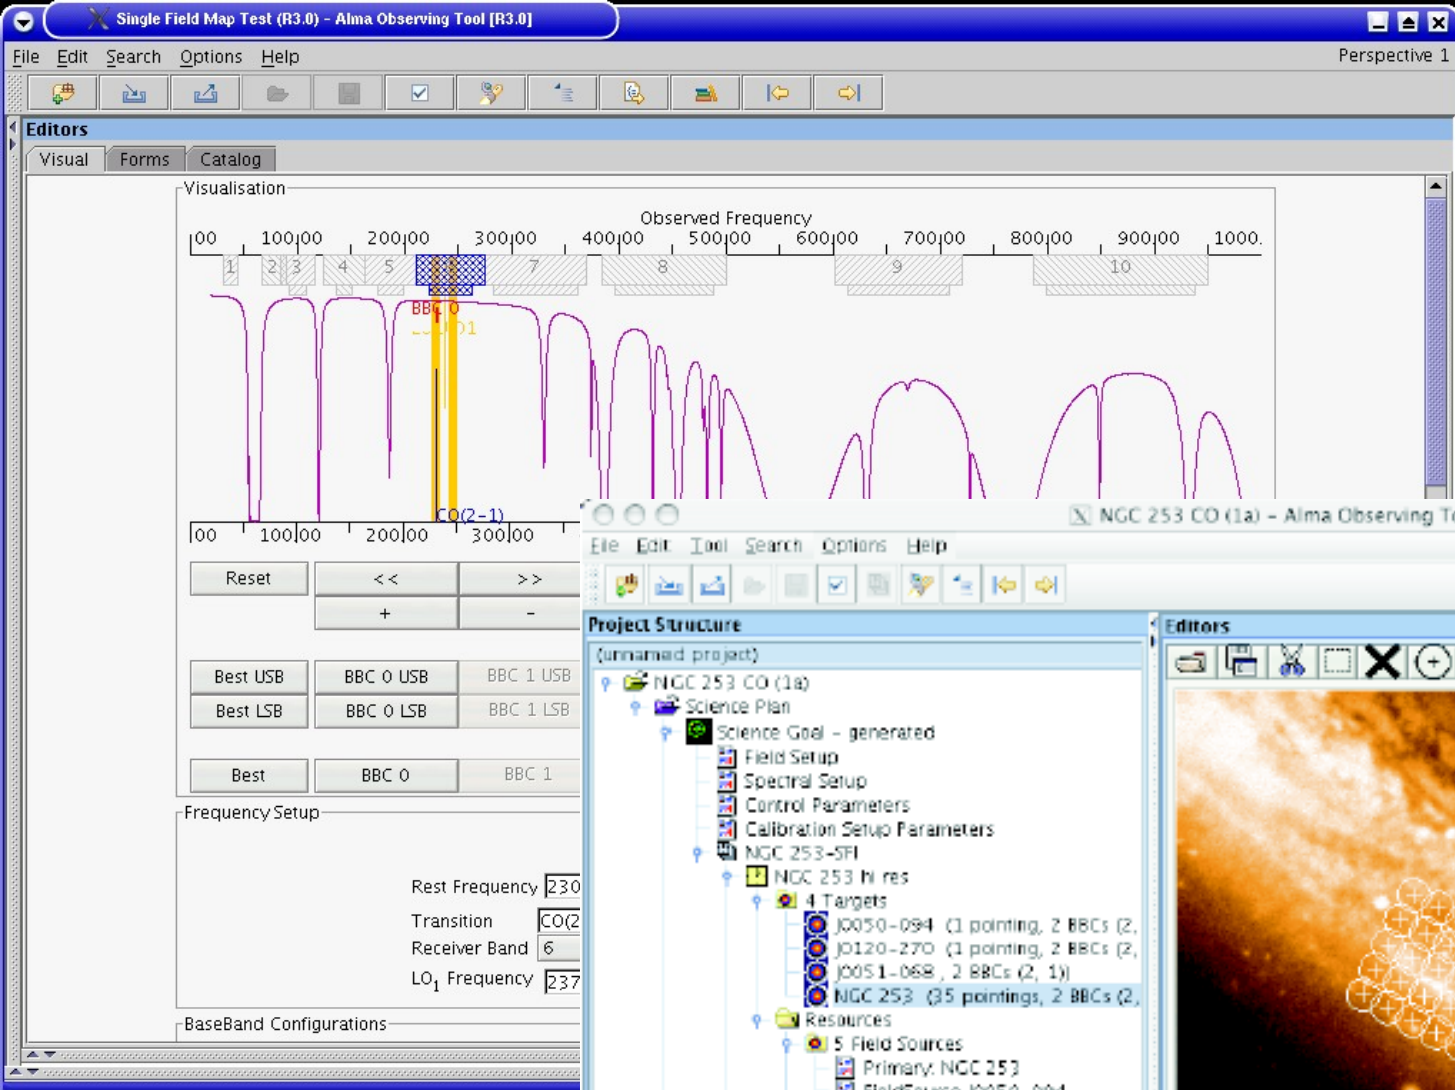 Single Field Map Test (R3.0) – Alma Observing Tool [R3.0]
File Edit Search Options Help
Perspective 1
Editors
Visual Forms Catalog
Visualisation
Observed Frequency
|00 100|00 200|00 300|00 400|00 500|00 600|00 700|00 800|00 900|00 1000.
1 2 3 4 5 7 8 9 10
BBC 0
CO(2-1)
|00 100|00 200|00 300|00
Reset << >>
+ -
Best USB BBC 0 USB BBC 1 USB
Best LSB BBC 0 LSB BBC 1 LSB
Best BBC 0 BBC 1
Frequency Setup
Rest Frequency 230
Transition CO(2
Receiver Band 6
LO1 Frequency 237
BaseBand Configurations
NGC 253 CO (1a) – Alma Observing To
File Edit Tool Search Options Help
Project Structure
(unnamed project)
NGC 253 CO (1a)
Science Plan
Science Goal – generated
Field Setup
Spectral Setup
Control Parameters
Calibration Setup Parameters
NGC 253-SFI
NGC 253 hi res
4 Targets
J0050-094 (1 pointing, 2 BBCs (2,
J0120-270 (1 pointing, 2 BBCs (2,
J0051-068 , 2 BBCs (2, 1))
NGC 253 (35 pointings, 2 BBCs (2,
Resources
5 Field Sources
Primary: NGC 253
Editors